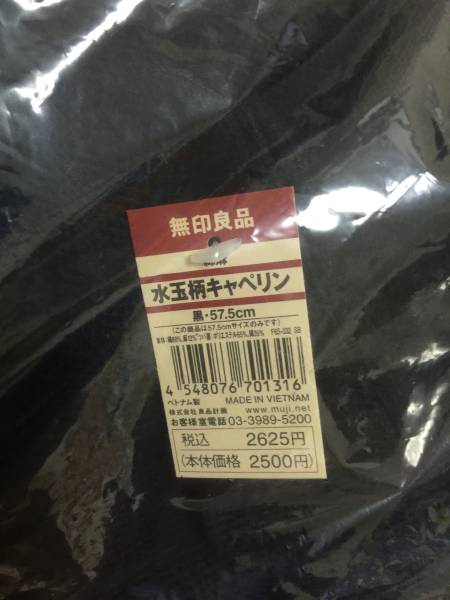 無印良品
水玉柄キャペリン
黒・57.5cm
(この商品は57.5cmサイズのみです)
4 548076 701316
ベトナム製 MADE IN VIETNAM
株式会社良品計画 www.muji.net
お客様室電話 03-3989-5200
税込 2625円
(本体価格 2500円)